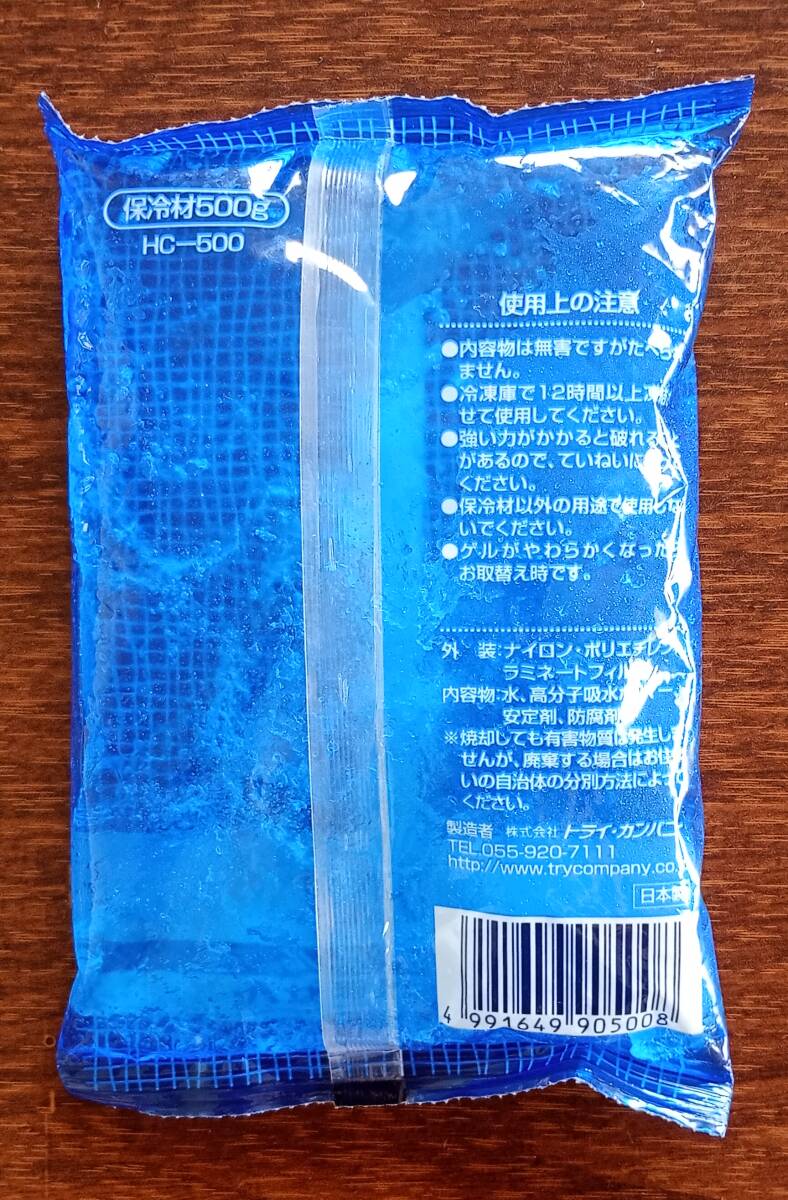 保冷材500g
HC-500
使用上の注意
●内容物は無害ですがたべら
ません。
●冷凍庫で12時間以上凍
せて使用してください。
●強い力がかかると破れる
があるので、ていねいに
ください。
●保冷材以外の用途で使用しな
いでください。
●ゲルがやわらかくなった
お取替え時です。
外 装:ナイロン・ポリエチレン
ラミネートフィル
内容物:水、高分子吸水
安定剤、防腐剤
※焼却しても有害物質は発生し
せんが、廃棄する場合はお住
いの自治体の分別方法によっ
ください。
製造者 株式会社 トライ・カンパニ
TEL.055-920-7111
http://www.trycompany.co.
日本製
4 991649 905008